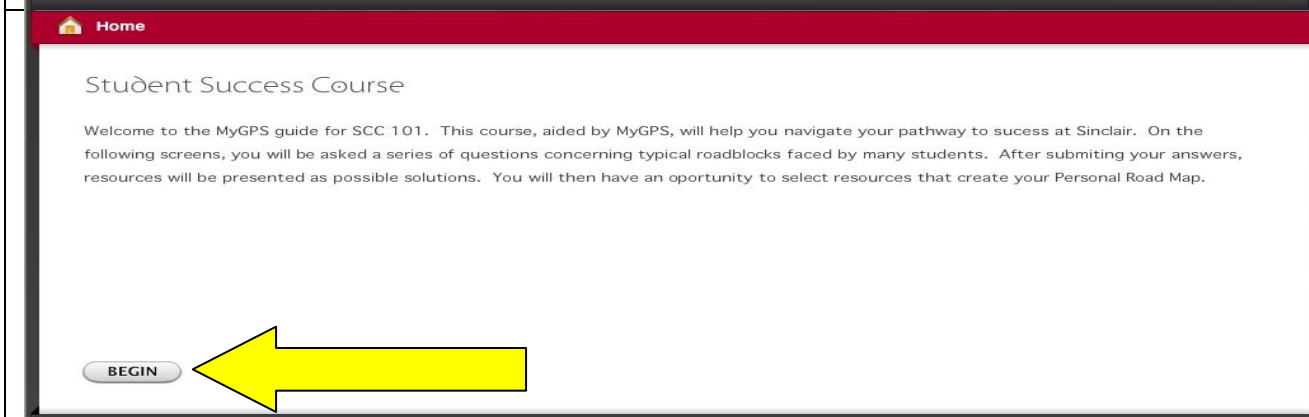 Home
Student Success Course
Welcome to the MyGPS guide for SCC 101. This course, aided by MyGPS, will help you navigate your pathway to sucess at Sinclair. On the
following screens, you will be asked a series of questions concerning typical roadblocks faced by many students. After submiting your answers,
resources will be presented as possible solutions. You will then have an oportunity to select resources that create your Personal Road Map.
BEGIN